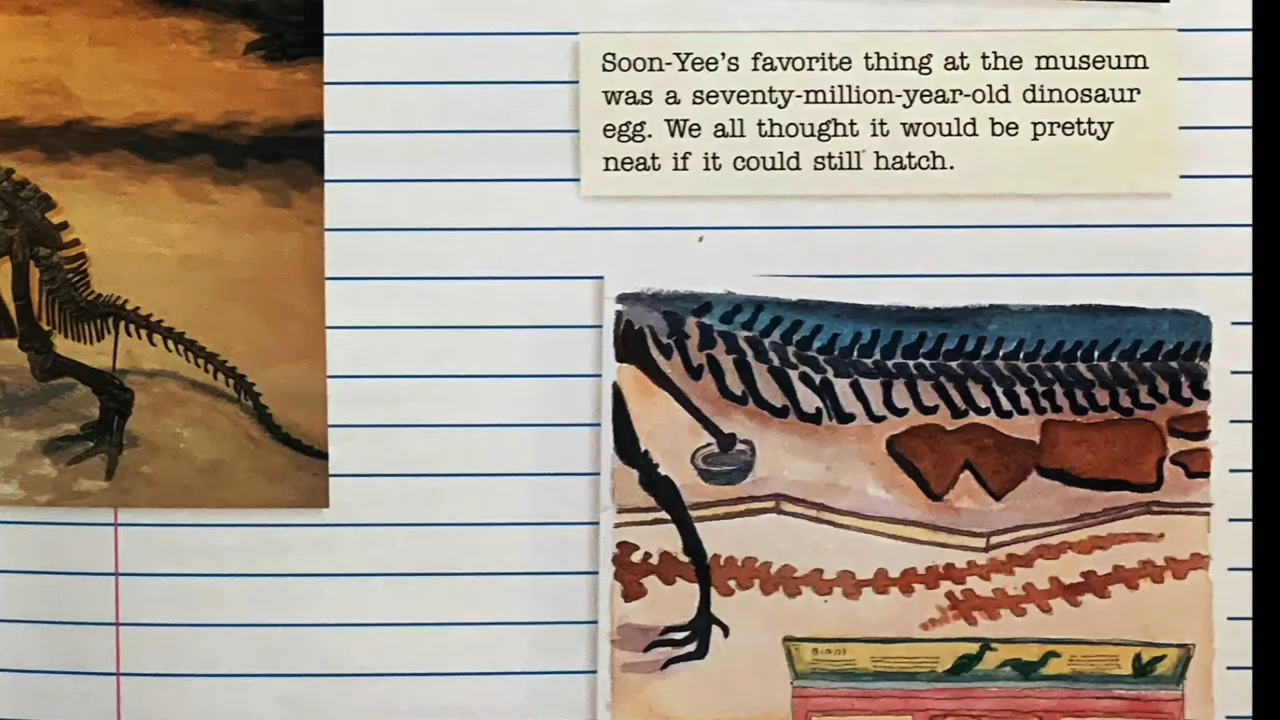 Soon-Yee's favorite thing at the museum
was a seventy-million-year-old dinosaur
egg. We all thought it would be pretty
neat if it could still hatch.